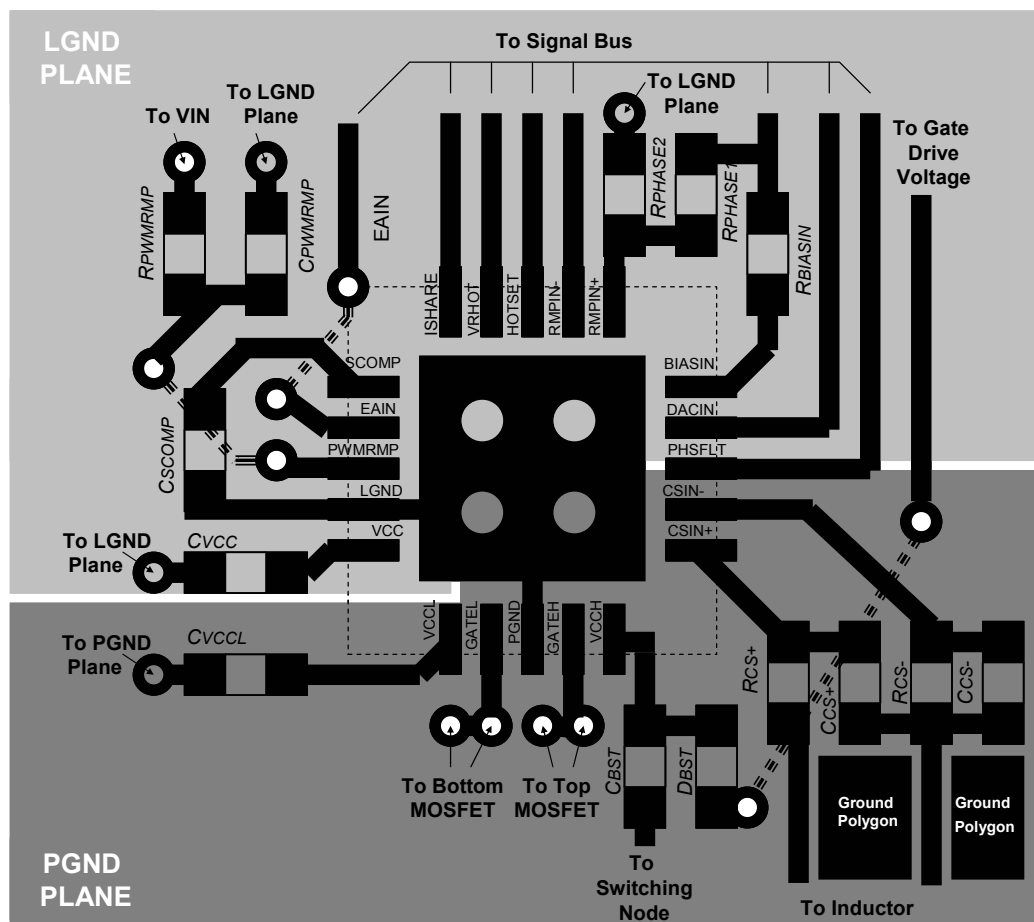 LGND
PLANE
To Signal Bus
To LGND
Plane
To VIN
To LGND
Plane
To Gate
Drive
Voltage
RPWMRMP
CPWMRMP
EAIN
RPHASE2
RPHASE1
RBIASIN
ISHARE
VRHOT
HOTSET
RMPIN-
RMPIN+
SCOMP
EAIN
PWMRMP
LGND
VCC
BIASIN
DACIN
PHSFLT
CSIN-
CSIN+
CSCOMP
To LGND
Plane
CVCC
VCCL
GATEL
PGND
GATEH
VCCH
To PGND
Plane
CVCCL
RCS+
CCS+
RCS-
CCS-
CBST
DBST
To Bottom
MOSFET
To Top
MOSFET
Ground
Polygon
Ground
Polygon
To
Switching
Node
To Inductor
PGND
PLANE